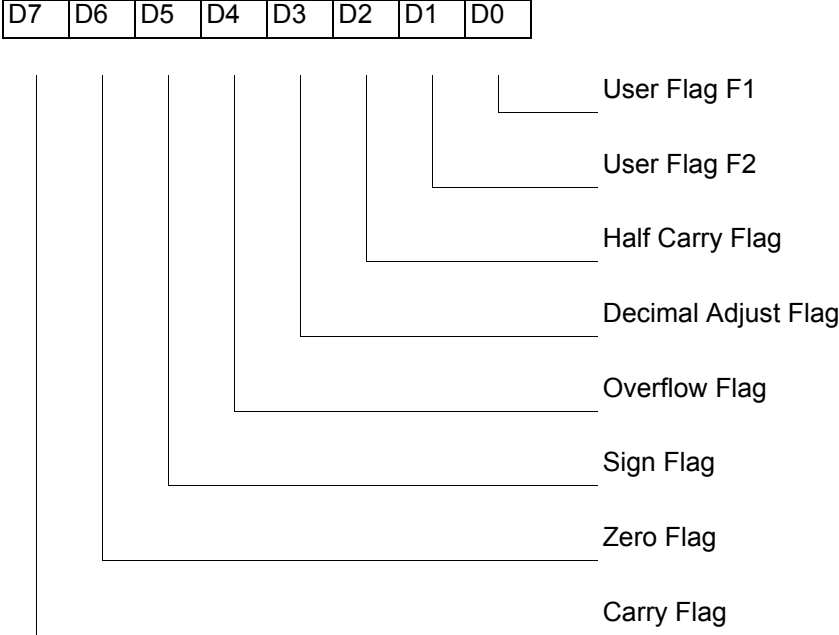 D7 D6 D5 D4 D3 D2 D1 D0
User Flag F1
User Flag F2
Half Carry Flag
Decimal Adjust Flag
Overflow Flag
Sign Flag
Zero Flag
Carry Flag